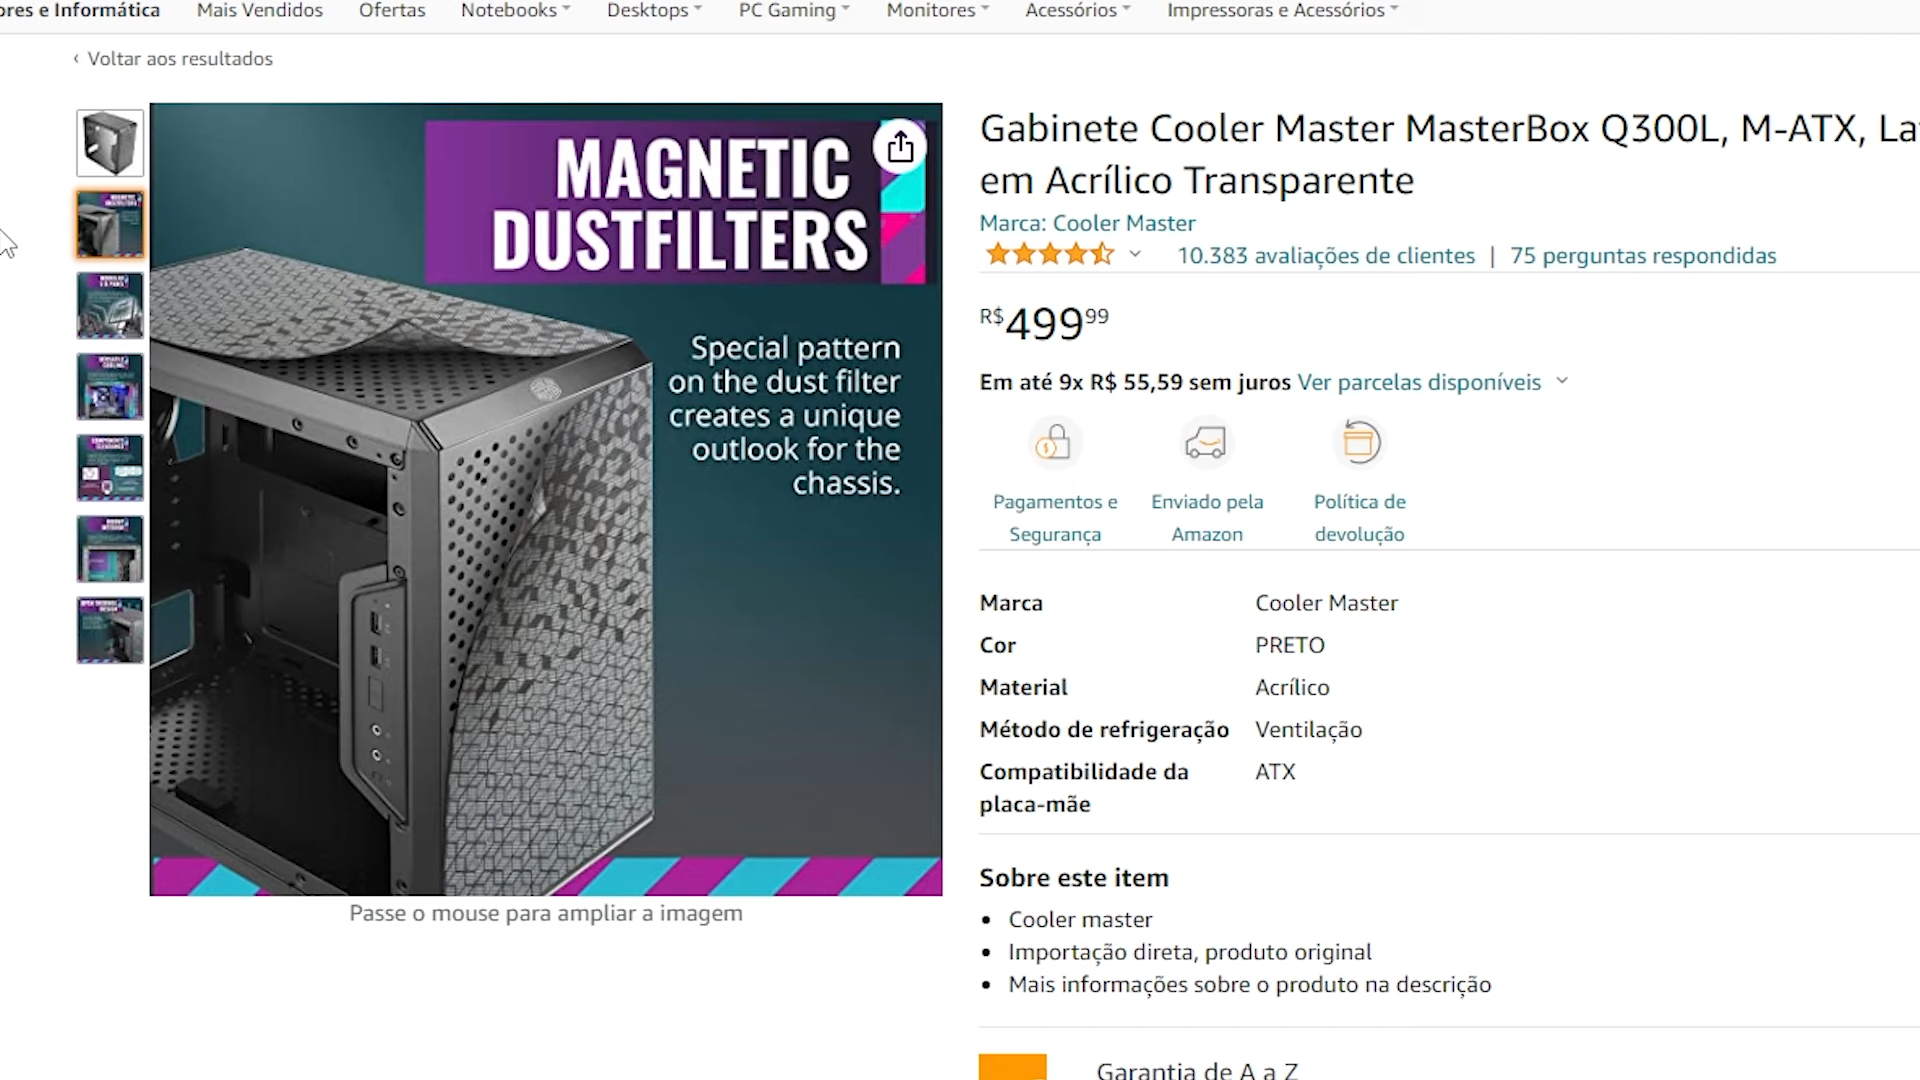 ores e Informática Mais Vendidos Ofertas Notebooks Desktops PC Gaming Monitores Acessórios Impressoras e Acessórios
‹ Voltar aos resultados
MAGNETIC
DUSTFILTERS
Special pattern
on the dust filter
creates a unique
outlook for the
chassis.
Passe o mouse para ampliar a imagem
Gabinete Cooler Master MasterBox Q300L, M-ATX, La
em Acrílico Transparente
Marca: Cooler Master
10.383 avaliações de clientes | 75 perguntas respondidas
R$49999
Em até 9x R$ 55,59 sem juros Ver parcelas disponíveis
Pagamentos e
Segurança
Enviado pela
Amazon
Política de
devolução
Marca Cooler Master
Cor PRETO
Material Acrílico
Método de refrigeração Ventilação
Compatibilidade da ATX
placa-mãe
Sobre este item
• Cooler master
• Importação direta, produto original
• Mais informações sobre o produto na descrição
Garantia de A a Z